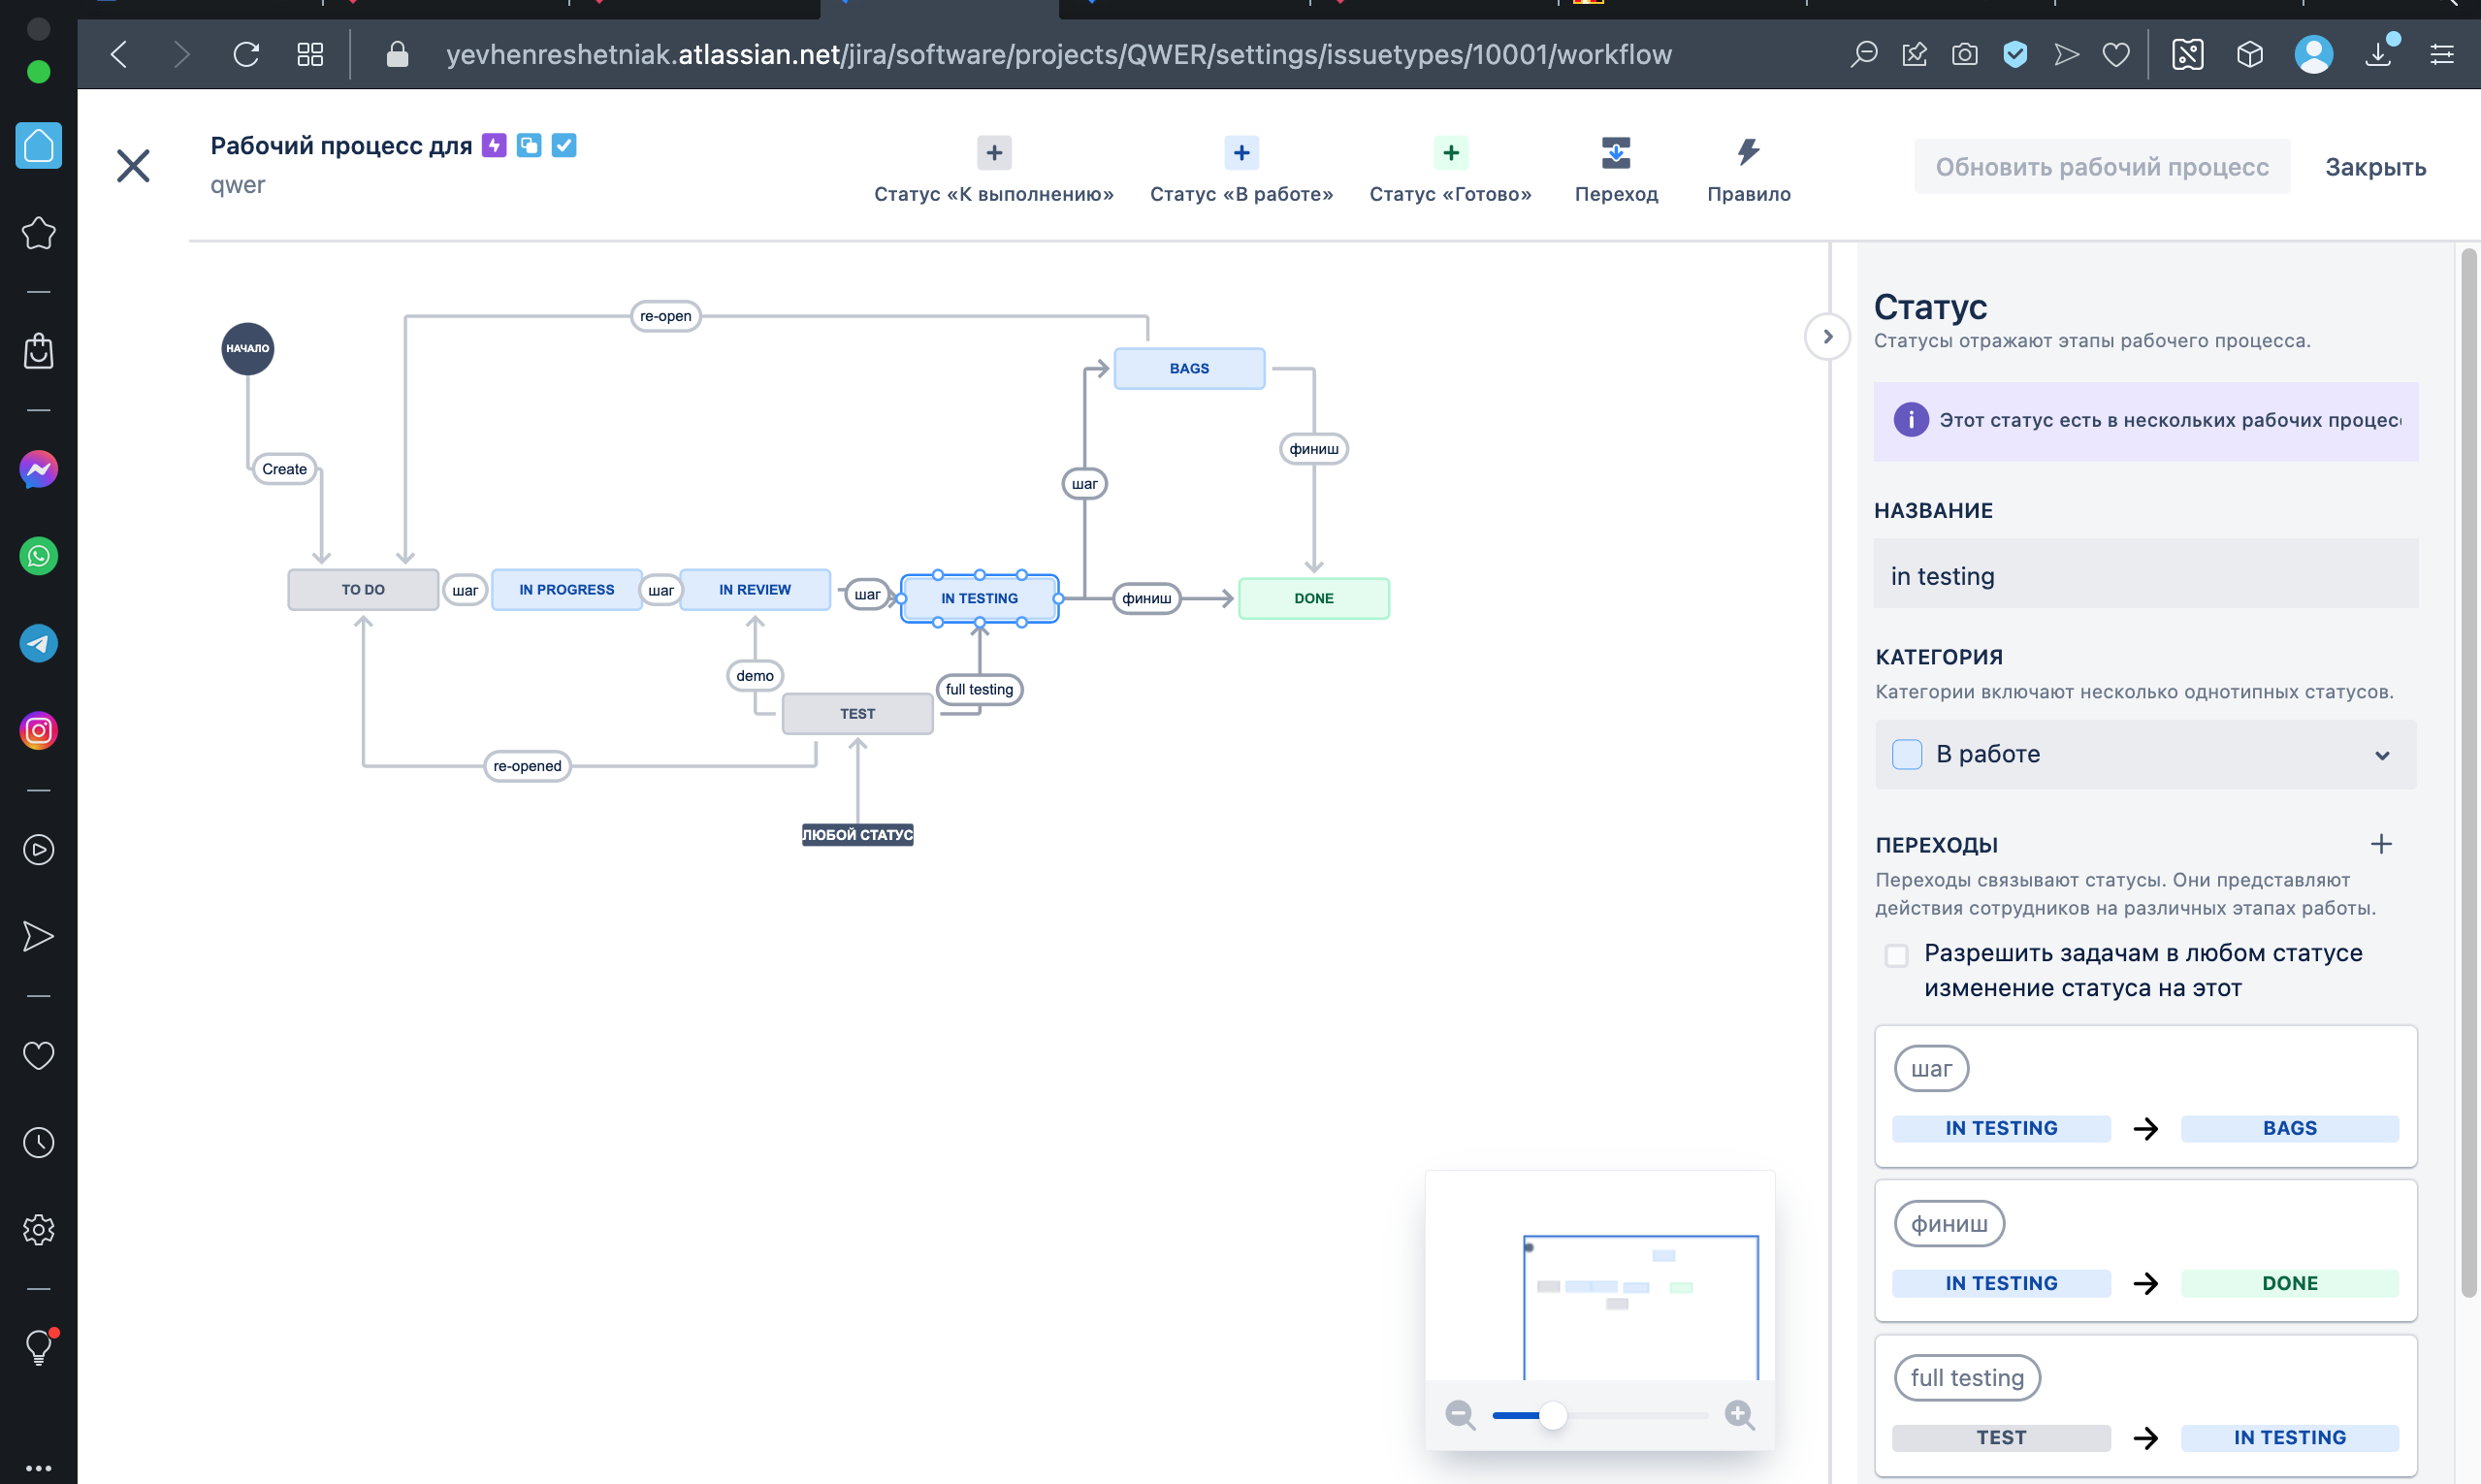 yevhenreshetniak.atlassian.net/jira/software/projects/QWER/settings/issuetypes/10001/workflow
Рабочий процесс для
qwer
Статус «К выполнению»
Статус «В работе»
Статус «Готово»
Переход
Правило
Обновить рабочий процесс
Закрыть
re-open
НАЧАЛО
BAGS
финиш
Create
шаг
TO DO
шаг
IN PROGRESS
шаг
IN REVIEW
шаг
IN TESTING
финиш
DONE
demo
full testing
TEST
re-opened
ЛЮБОЙ СТАТУС
Статус
Статусы отражают этапы рабочего процесса.
Этот статус есть в нескольких рабочих
НАЗВАНИЕ
in testing
КАТЕГОРИЯ
Категории включают несколько однотипных статусов.
В работе
ПЕРЕХОДЫ
Переходы связывают статусы. Они представляют
действия сотрудников на различных этапах работы.
Разрешить задачам в любом статусе
изменение статуса на этот
шаг
IN TESTING
BAGS
финиш
IN TESTING
DONE
full testing
TEST
IN TESTING